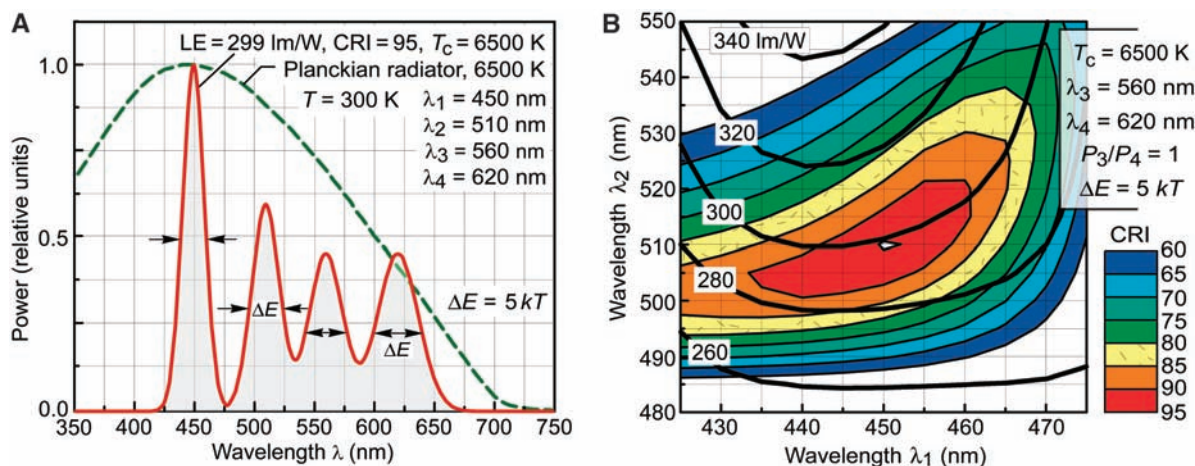 A
LE = 299 lm/W, CRI = 95, Tc = 6500 K
Planckian radiator, 6500 K
T = 300 K
λ1 = 450 nm
λ2 = 510 nm
λ3 = 560 nm
λ4 = 620 nm
ΔE
ΔE
ΔE = 5 kT
1.0
0.5
0.0
Power (relative units)
350 400 450 500 550 600 650 700 750
Wavelength λ (nm)
B
340 lm/W
320
300
280
260
Tc = 6500 K
λ3 = 560 nm
λ4 = 620 nm
P3/P4 = 1
ΔE = 5 kT
CRI
60
65
70
75
80
85
90
95
550
540
530
520
510
500
490
480
Wavelength λ2 (nm)
430 440 450 460 470
Wavelength λ1 (nm)